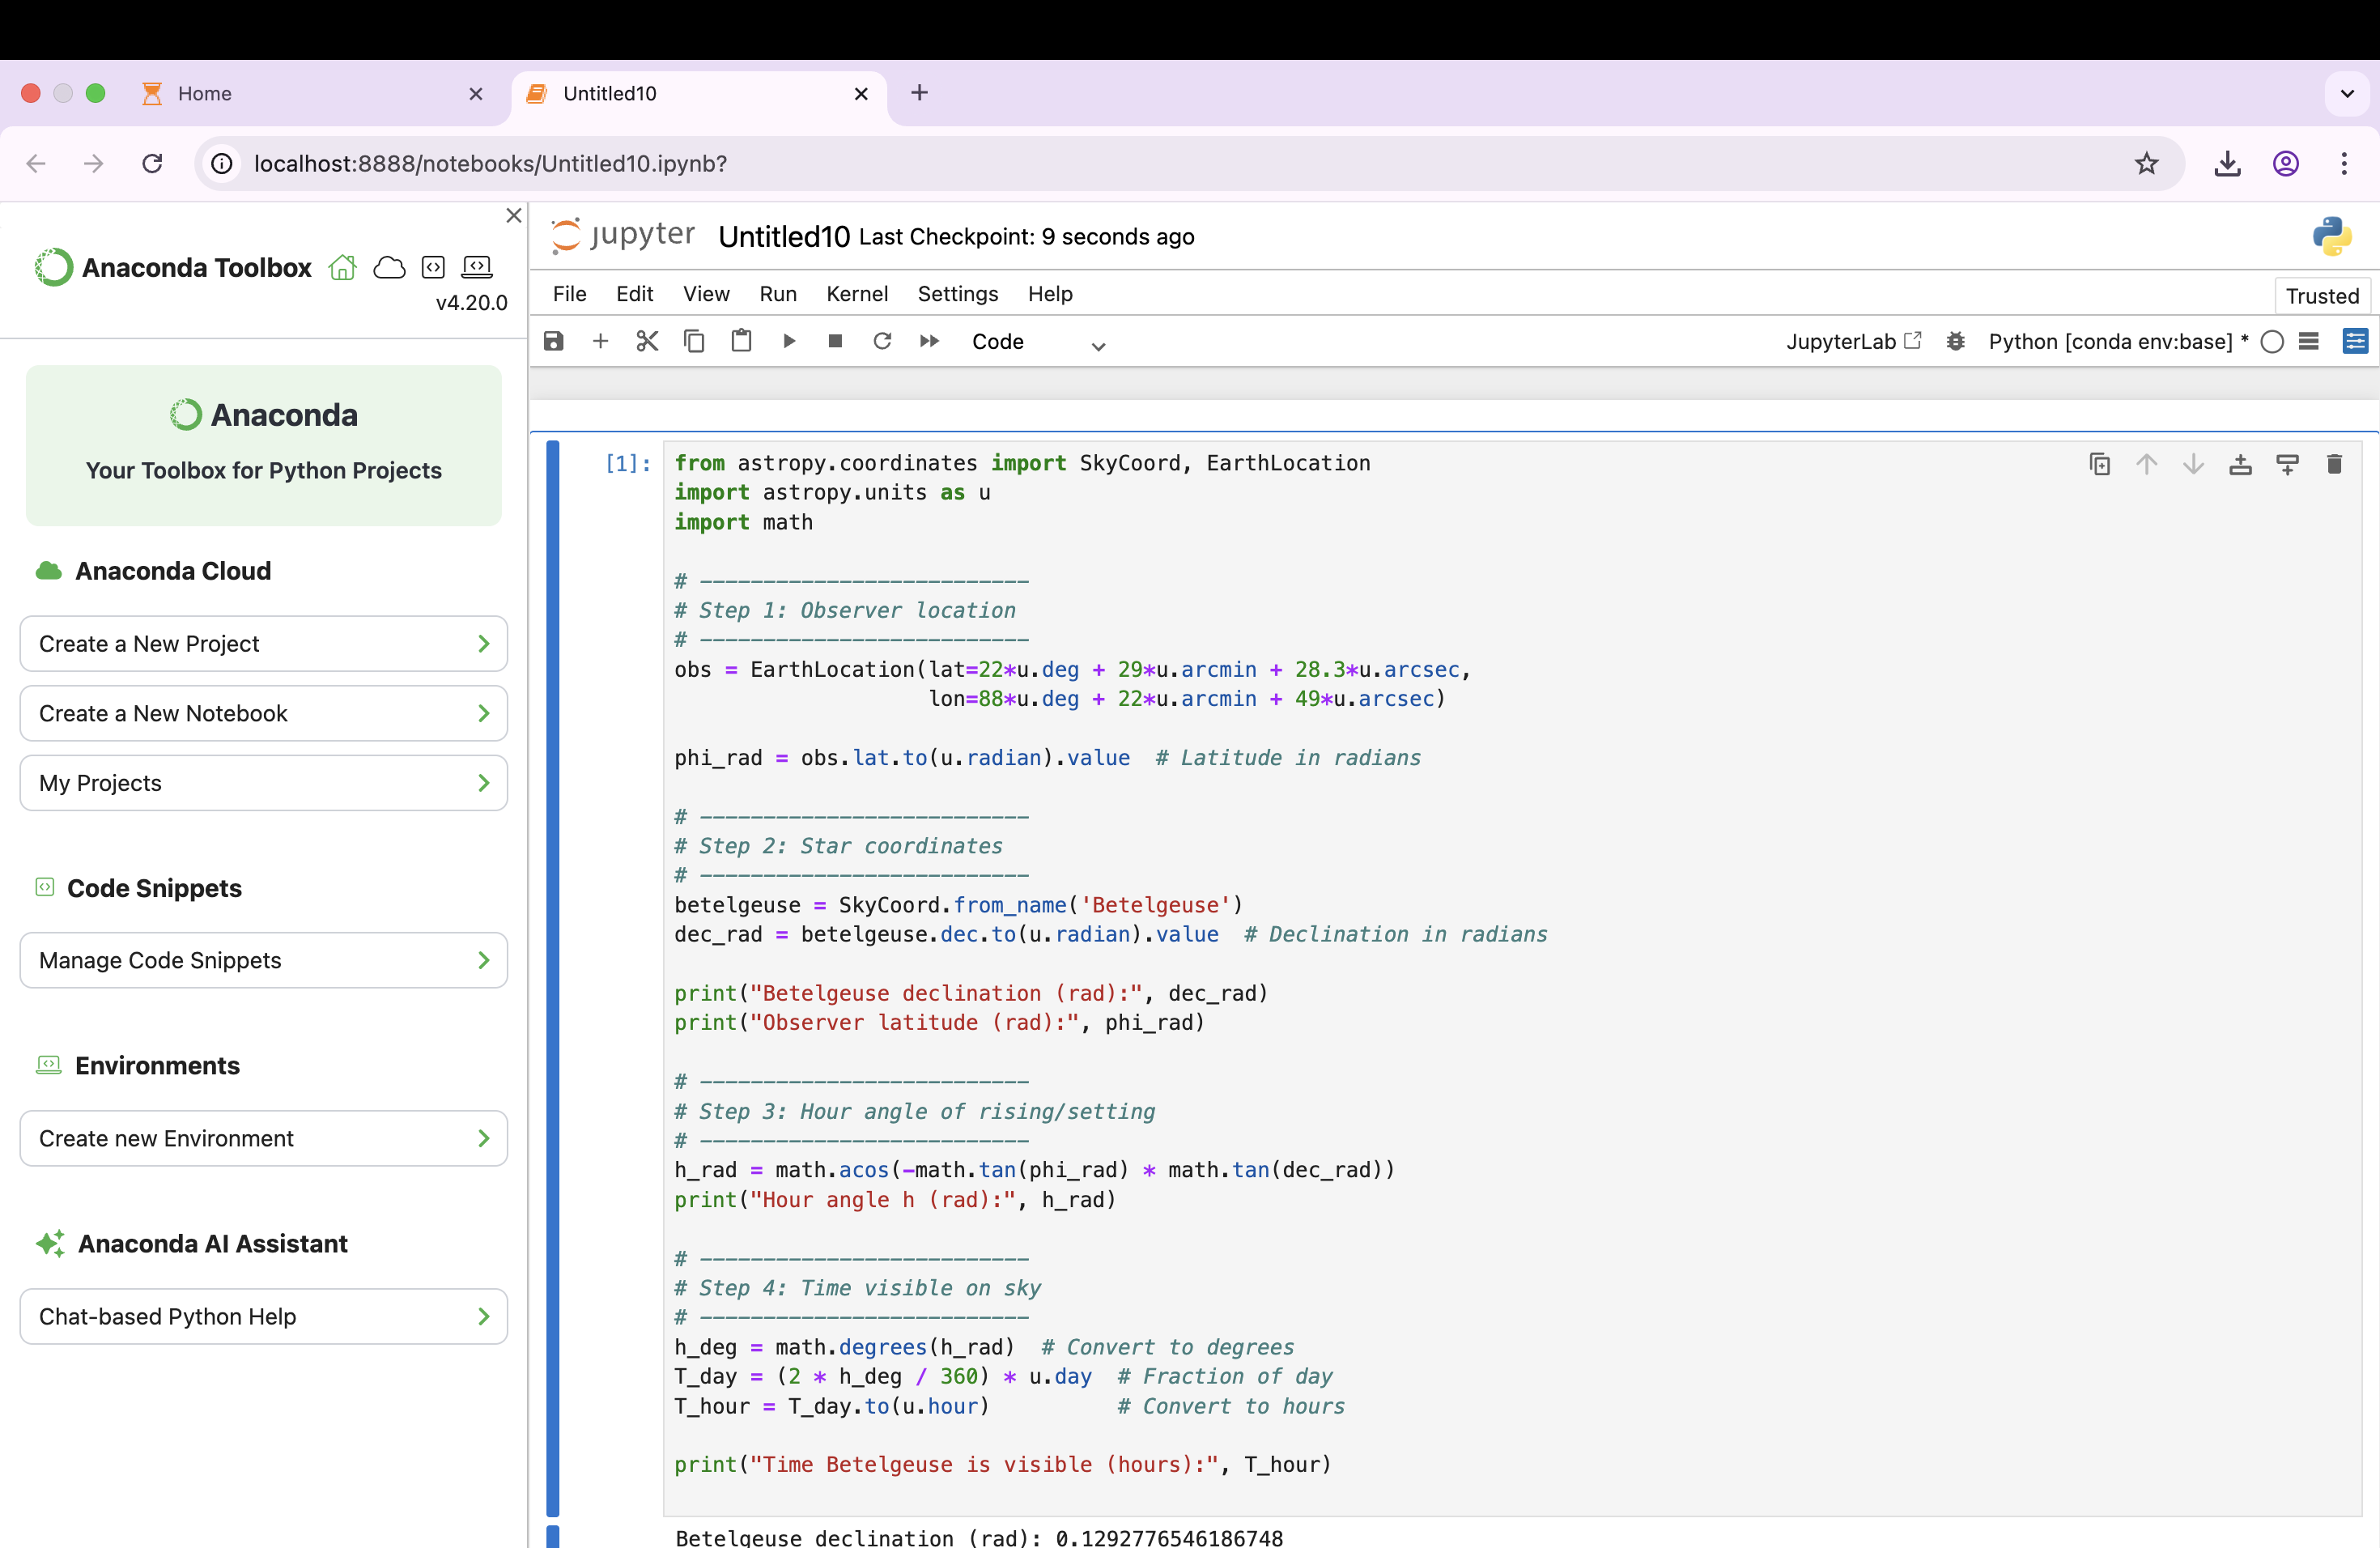 Home
Untitled10
localhost:8888/notebooks/Untitled10.ipynb?
Anaconda Toolbox
v4.20.0
Anaconda
Your Toolbox for Python Projects
Anaconda Cloud
Create a New Project
Create a New Notebook
My Projects
Code Snippets
Manage Code Snippets
Environments
Create new Environment
Anaconda AI Assistant
Chat-based Python Help
jupyter Untitled10 Last Checkpoint: 9 seconds ago
File Edit View Run Kernel Settings Help
Trusted
Code
JupyterLab Python [conda env:base] *
[1]: from astropy.coordinates import SkyCoord, EarthLocation
import astropy.units as u
import math
# --------------------------
# Step 1: Observer location
# --------------------------
obs = EarthLocation(lat=22*u.deg + 29*u.arcmin + 28.3*u.arcsec,
lon=88*u.deg + 22*u.arcmin + 49*u.arcsec)
phi_rad = obs.lat.to(u.radian).value  # Latitude in radians
# --------------------------
# Step 2: Star coordinates
# --------------------------
betelgeuse = SkyCoord.from_name('Betelgeuse')
dec_rad = betelgeuse.dec.to(u.radian).value  # Declination in radians
print("Betelgeuse declination (rad):", dec_rad)
print("Observer latitude (rad):", phi_rad)
# --------------------------
# Step 3: Hour angle of rising/setting
# --------------------------
h_rad = math.acos(-math.tan(phi_rad) * math.tan(dec_rad))
print("Hour angle h (rad):", h_rad)
# --------------------------
# Step 4: Time visible on sky
# --------------------------
h_deg = math.degrees(h_rad)  # Convert to degrees
T_day = (2 * h_deg / 360) * u.day  # Fraction of day
T_hour = T_day.to(u.hour)          # Convert to hours
print("Time Betelgeuse is visible (hours):", T_hour)
Betelgeuse declination (rad): 0.1292776546186748